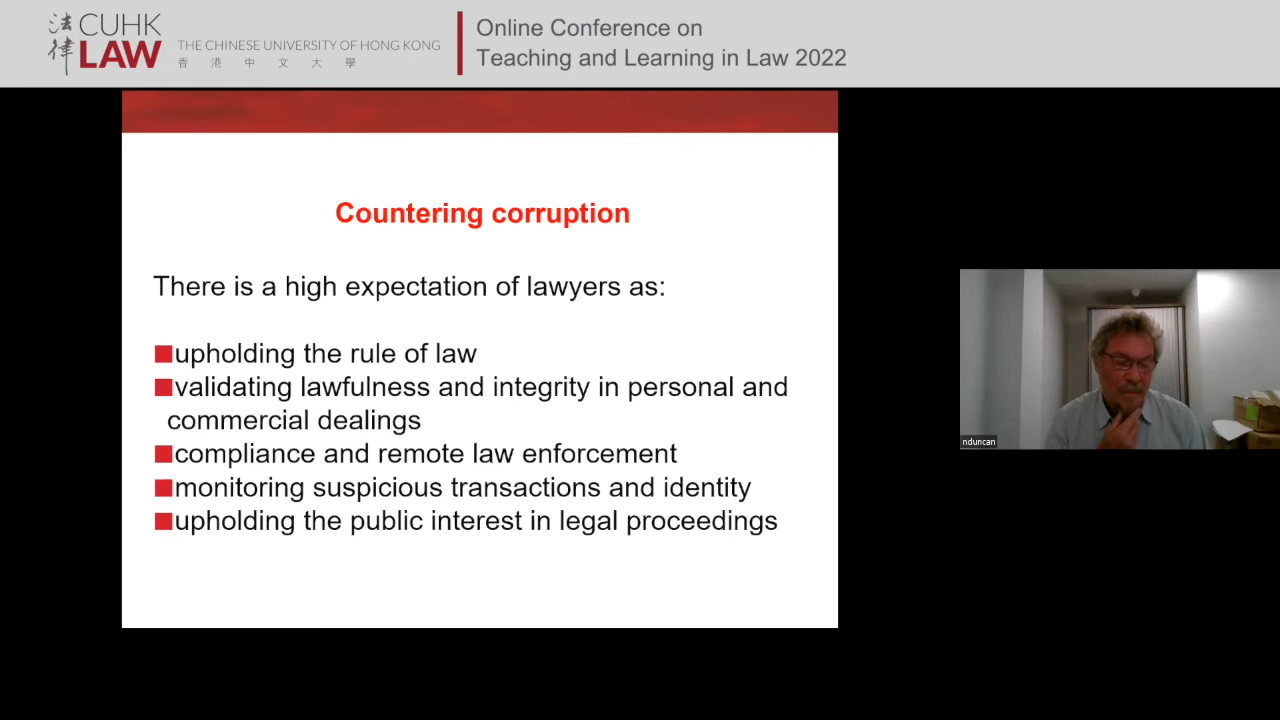 法律
CUHK
LAW
THE CHINESE UNIVERSITY OF HONG KONG
香港中文大學
Online Conference on
Teaching and Learning in Law 2022
Countering corruption
There is a high expectation of lawyers as:
■upholding the rule of law
■validating lawfulness and integrity in personal and
commercial dealings
■compliance and remote law enforcement
■monitoring suspicious transactions and identity
■upholding the public interest in legal proceedings
nduncan